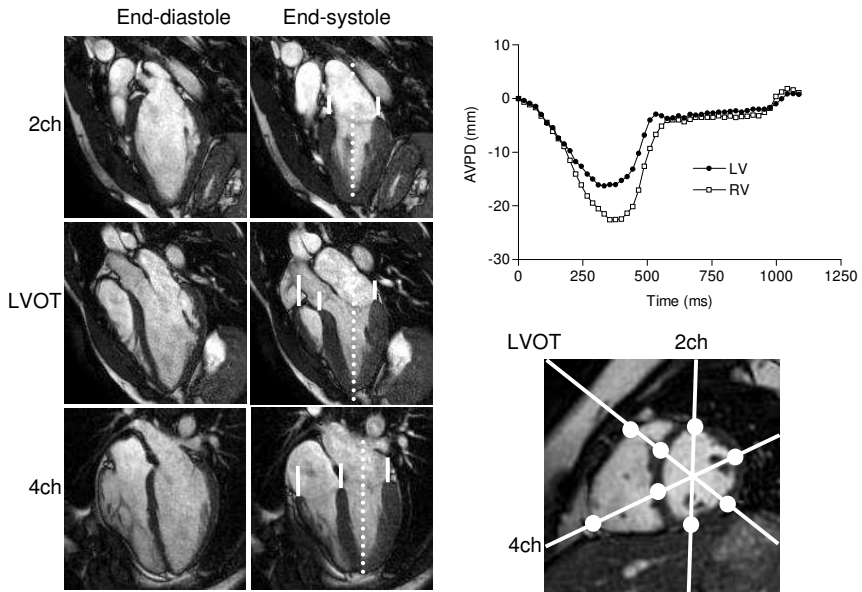 End-diastole
End-systole
2ch
LVOT
4ch
AVPD (mm)
10
0
-10
-20
-30
0
250
500
750
1000
1250
Time (ms)
LV
RV
LVOT
2ch
4ch